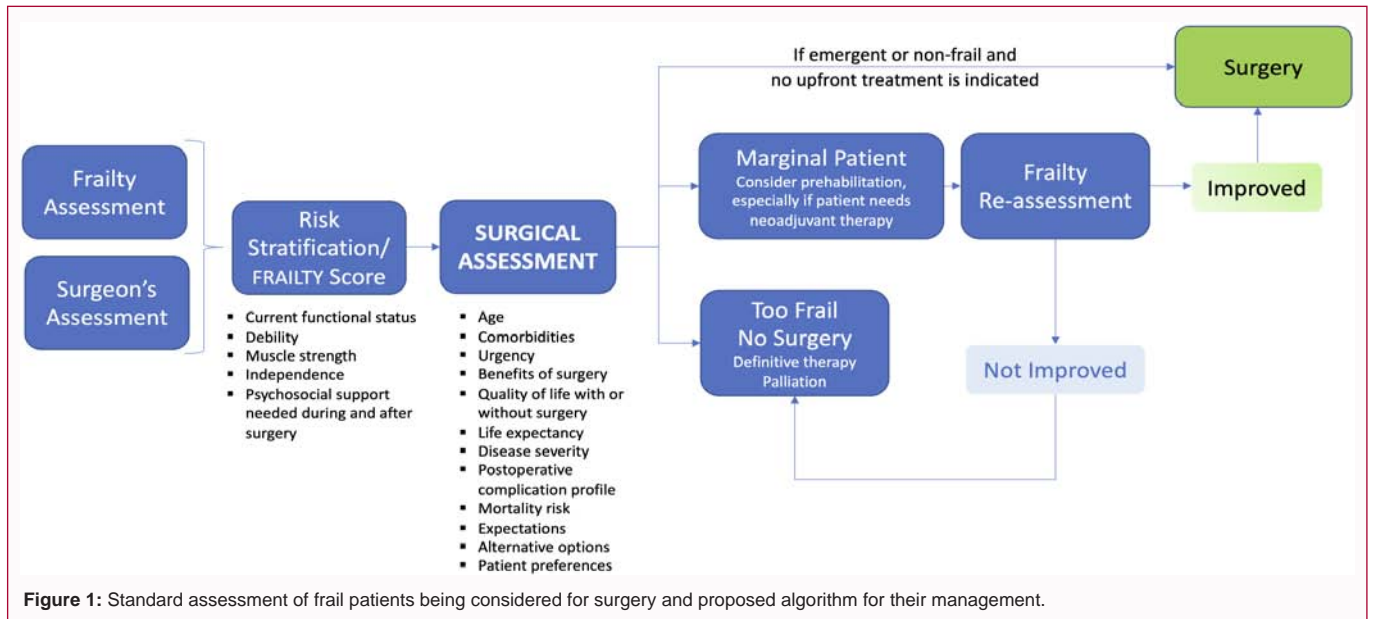 Frailty
Assessment
Surgeon's
Assessment
Risk
Stratification/
FRAILTY Score
▪ Current functional status
▪ Debility
▪ Muscle strength
▪ Independence
▪ Psychosocial support
needed during and after
surgery
SURGICAL
ASSESSMENT
▪ Age
▪ Comorbidities
▪ Urgency
▪ Benefits of surgery
▪ Quality of life with or
without surgery
▪ Life expectancy
▪ Disease severity
▪ Postoperative
complication profile
▪ Mortality risk
▪ Expectations
▪ Alternative options
▪ Patient preferences
If emergent or non-frail and
no upfront treatment is indicated
Surgery
Marginal Patient
Consider prehabilitation,
especially if patient needs
neoadjuvant therapy
Frailty
Re-assessment
Improved
Too Frail
No Surgery
Definitive therapy
Palliation
Not Improved
Figure 1: Standard assessment of frail patients being considered for surgery and proposed algorithm for their management.